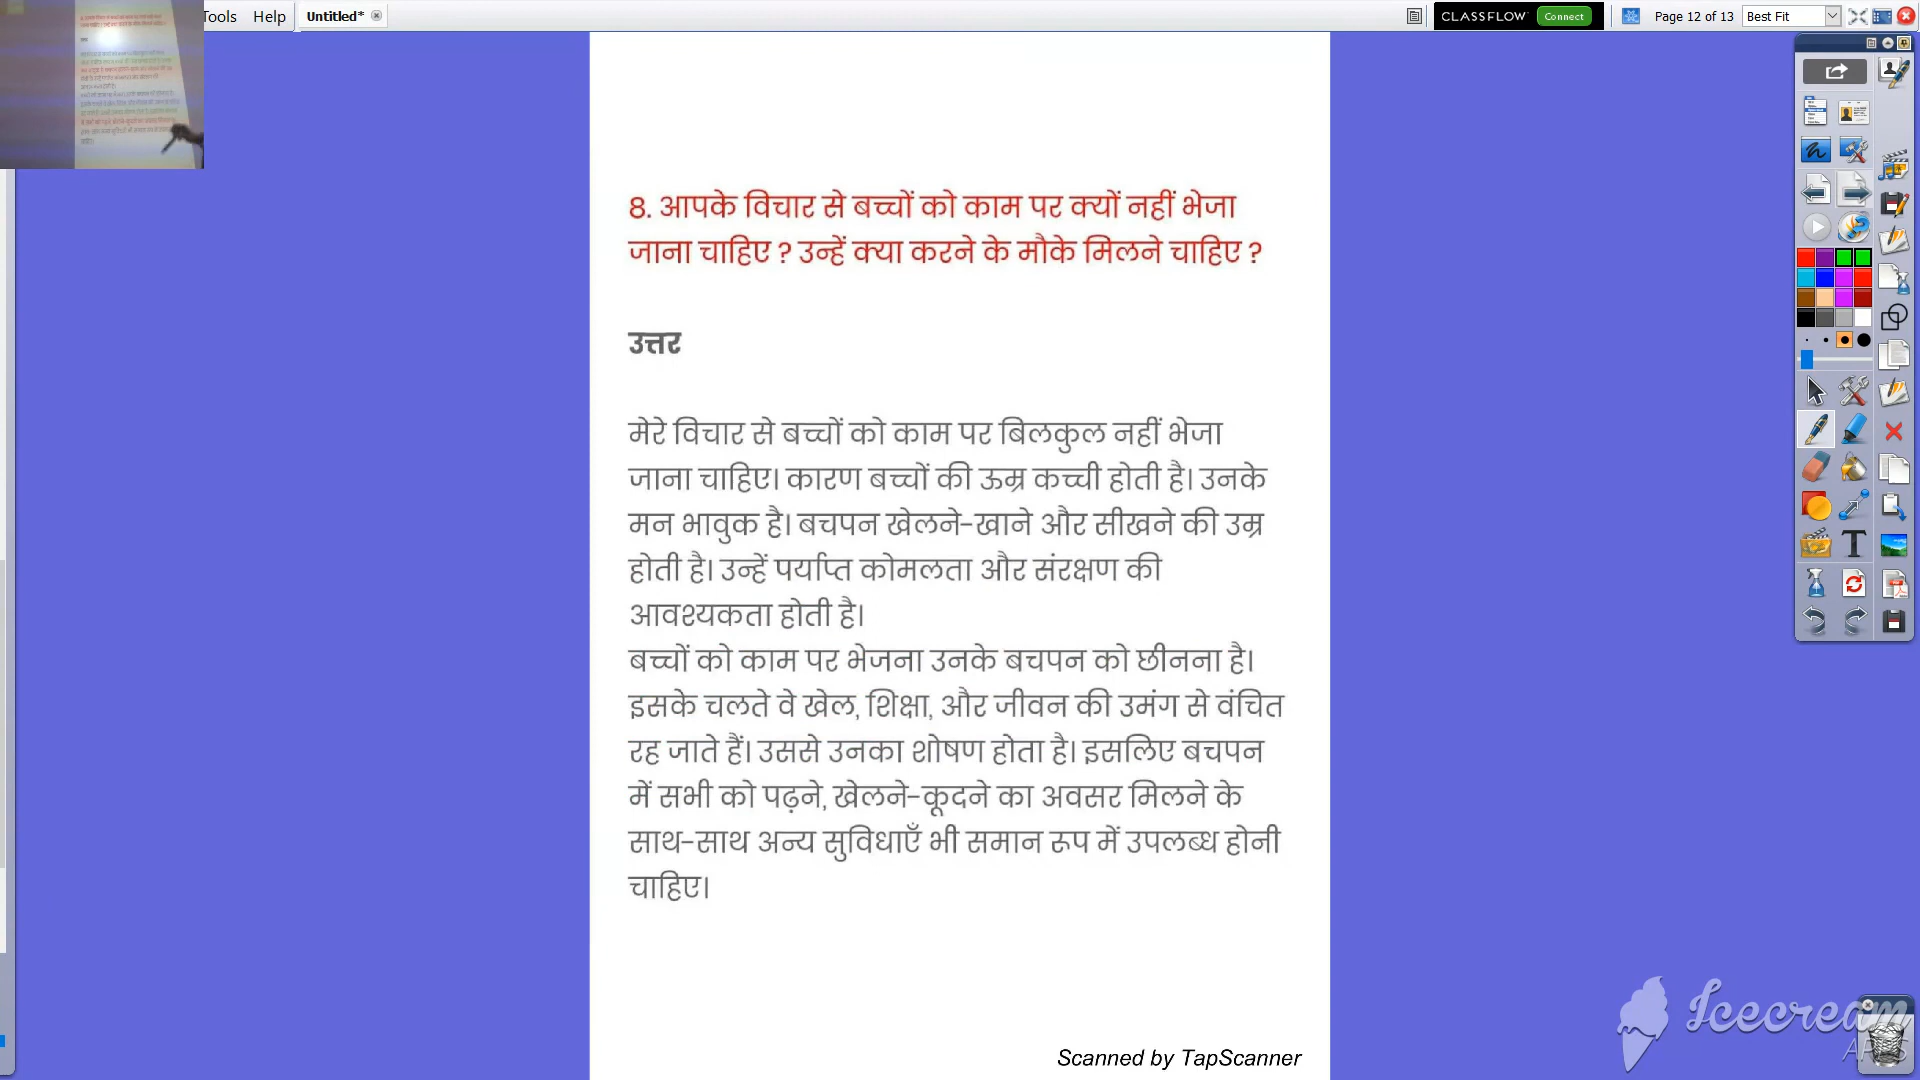 Tools Help Untitled*
CLASSFLOW Connect Page 12 of 13 Best Fit
8. आपके विचार से बच्चों को काम पर क्यों नहीं भेजा
जाना चाहिए ? उन्हें क्या करने के मौके मिलने चाहिए ?
उत्तर
मेरे विचार से बच्चों को काम पर बिलकुल नहीं भेजा
जाना चाहिए। कारण बच्चों की ऊम्र कच्ची होती है। उनके
मन भावुक है। बचपन खेलने-खाने और सीखने की उम्र
होती है। उन्हें पर्याप्त कोमलता और संरक्षण की
आवश्यकता होती है।
बच्चों को काम पर भेजना उनके बचपन को छीनना है।
इसके चलते वे खेल, शिक्षा, और जीवन की उमंग से वंचित
रह जाते हैं। उससे उनका शोषण होता है। इसलिए बचपन
में सभी को पढ़ने, खेलने-कूदने का अवसर मिलने के
साथ-साथ अन्य सुविधाएँ भी समान रूप में उपलब्ध होनी
चाहिए।
Icecream
APPS
Scanned by TapScanner